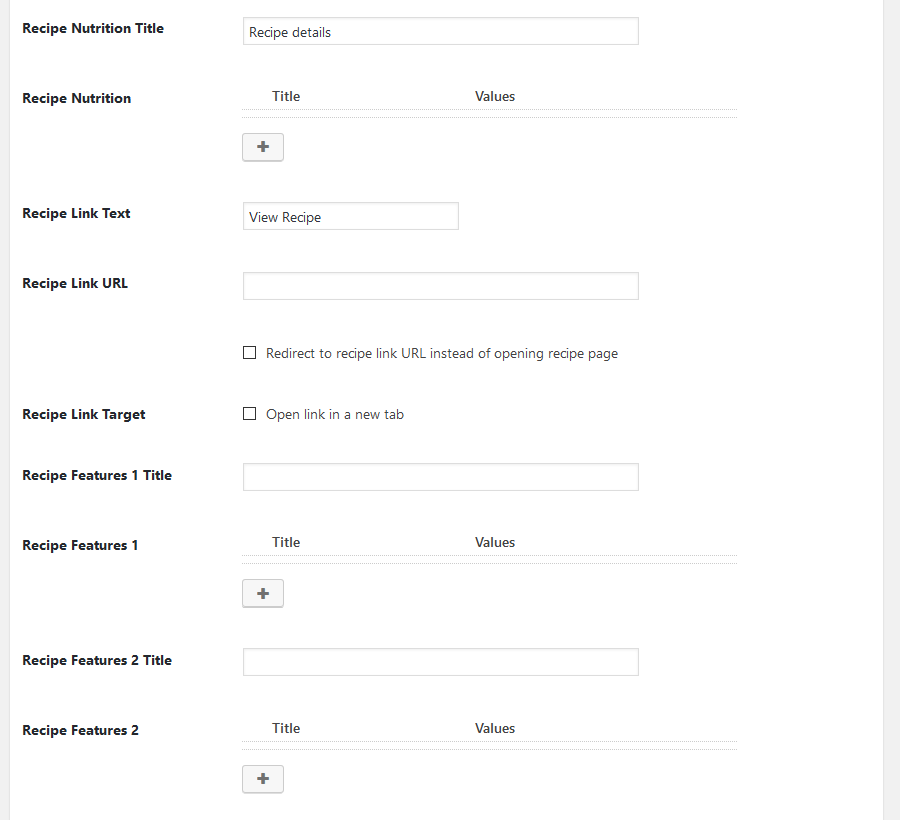 Recipe Nutrition Title
Recipe details
Recipe Nutrition
Title Values
+
Recipe Link Text
View Recipe
Recipe Link URL
Redirect to recipe link URL instead of opening recipe page
Recipe Link Target
Open link in a new tab
Recipe Features 1 Title
Recipe Features 1
Title Values
+
Recipe Features 2 Title
Recipe Features 2
Title Values
+